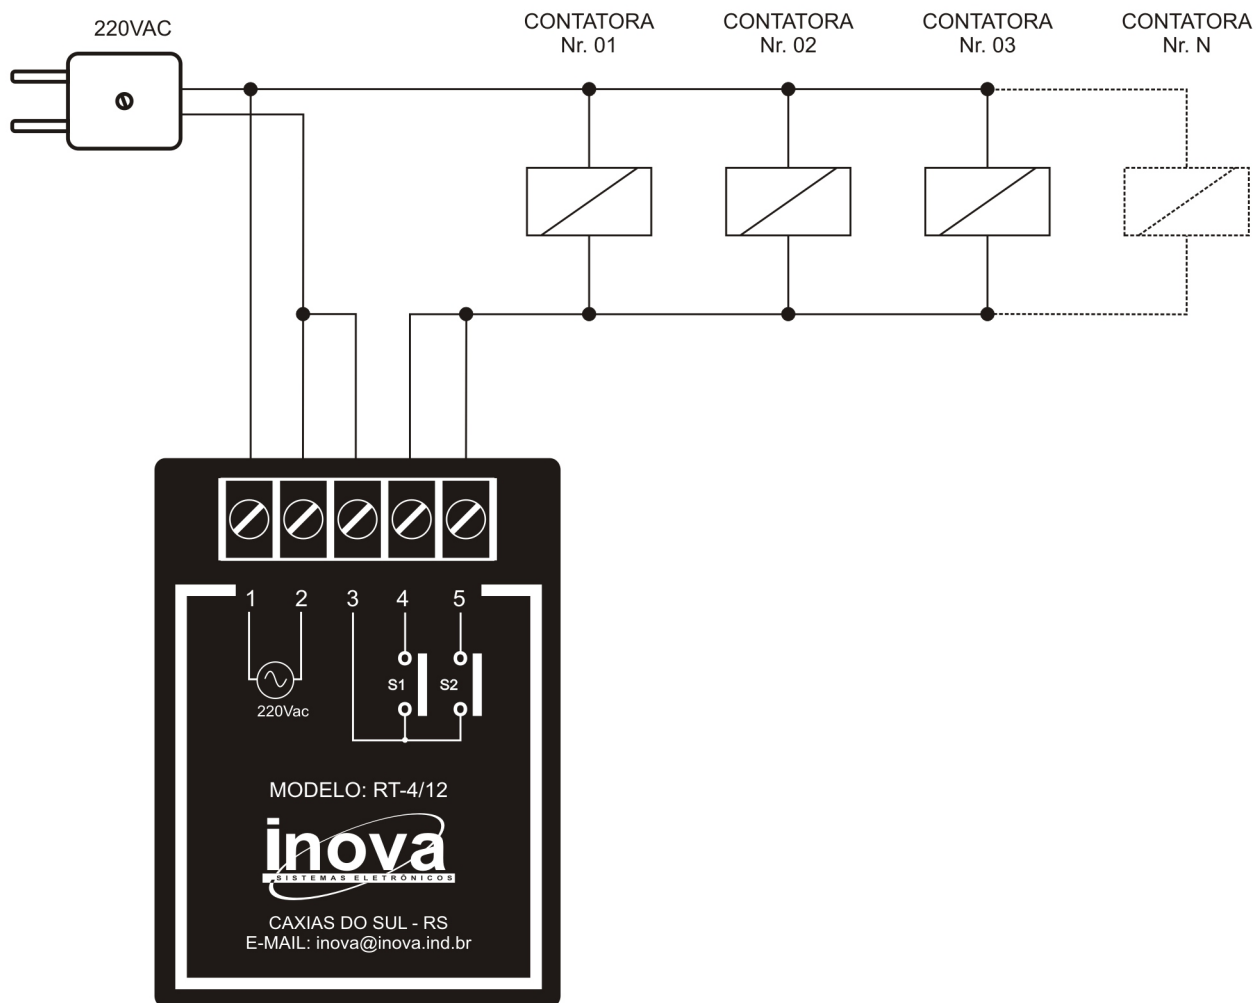 220VAC
CONTATORA
Nr. 01
CONTATORA
Nr. 02
CONTATORA
Nr. 03
CONTATORA
Nr. N
1 2 3 4 5
S1 S2
220Vac
MODELO: RT-4/12
inova
SISTEMAS ELETRÔNICOS
CAXIAS DO SUL - RS
E-MAIL: inova@inova.ind.br